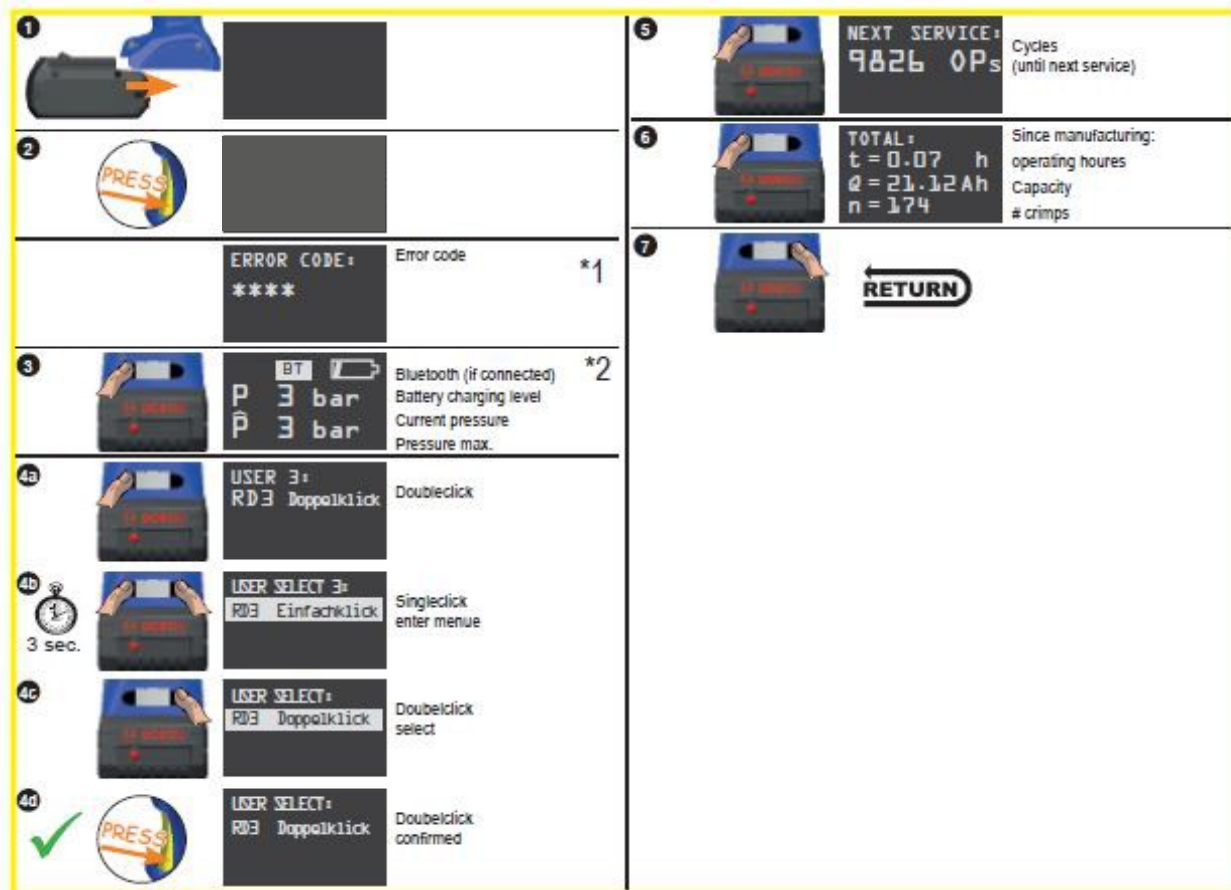 1
2
PRESS
ERROR CODE:
****
Error code
*1
3
BT
P 3 bar
P̂ 3 bar
Bluetooth (if connected)
*2
Battery charging level
Current pressure
Pressure max.
4a
USER 3:
RD3 Doppelklick
Doubleclick
4b
3 sec.
USER SELECT 3:
RD3 Einfachklick
Singleclick
enter menue
4c
USER SELECT:
RD3 Doppelklick
Doubelclick
select
4d
PRESS
USER SELECT:
RD3 Doppelklick
Doubelclick
confirmed
5
NEXT SERVICE:
9826 OPs
Cycles
(until next service)
6
TOTAL:
t = 0.07 h
Q = 21.12 Ah
n = 174
Since manufacturing:
operating houres
Capacity
# crimps
7
RETURN